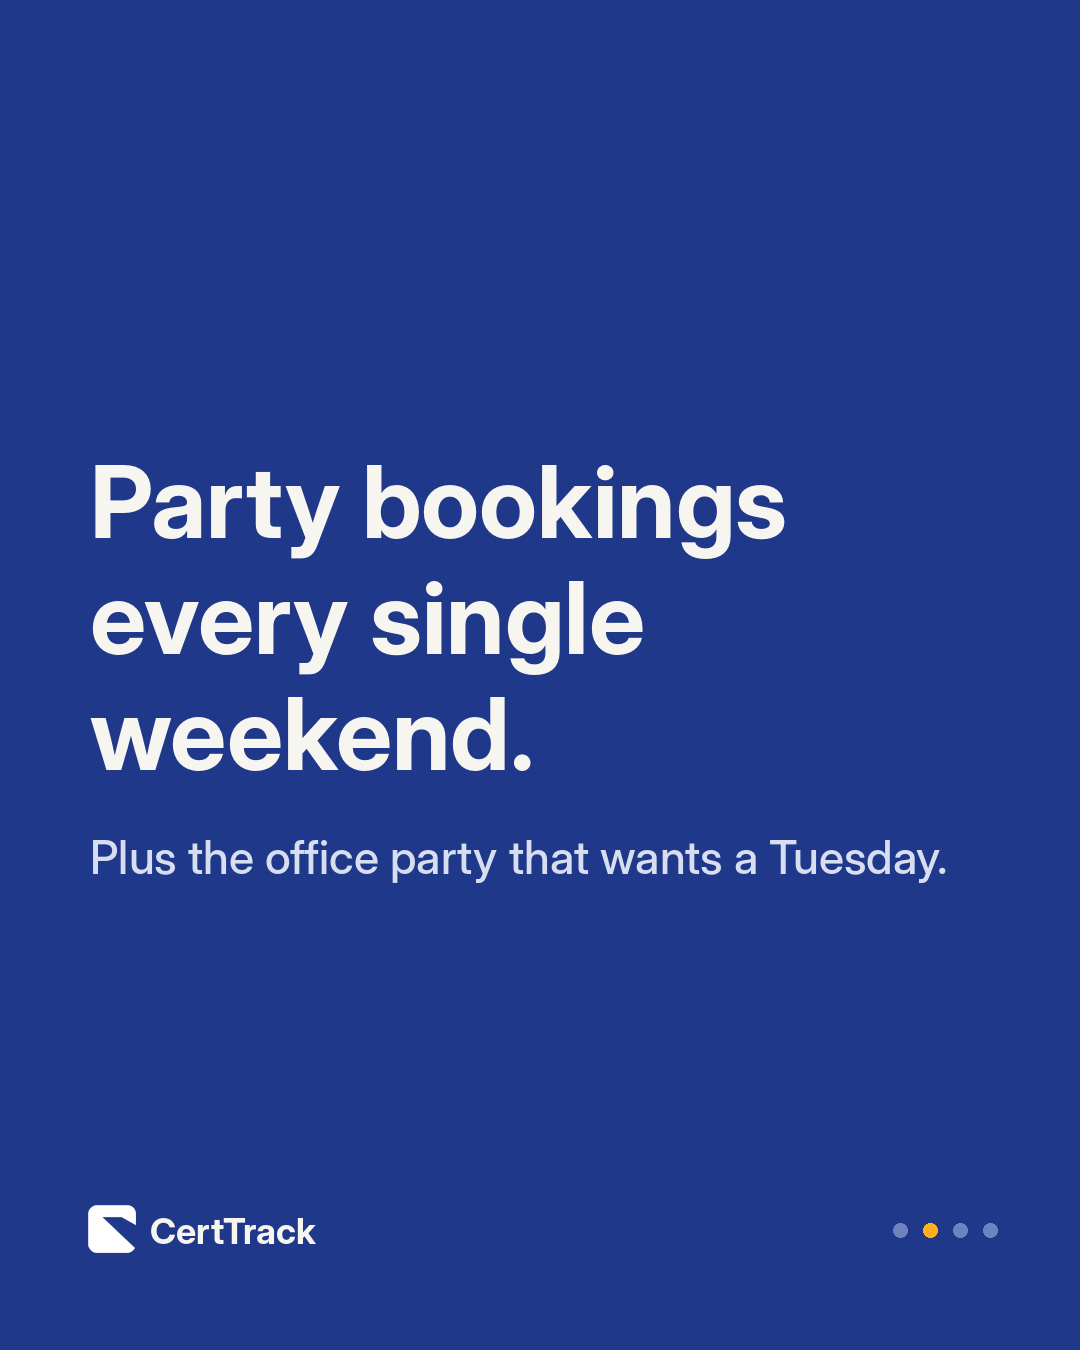 Party bookings
every single
weekend.
Plus the office party that wants a Tuesday.
CertTrack